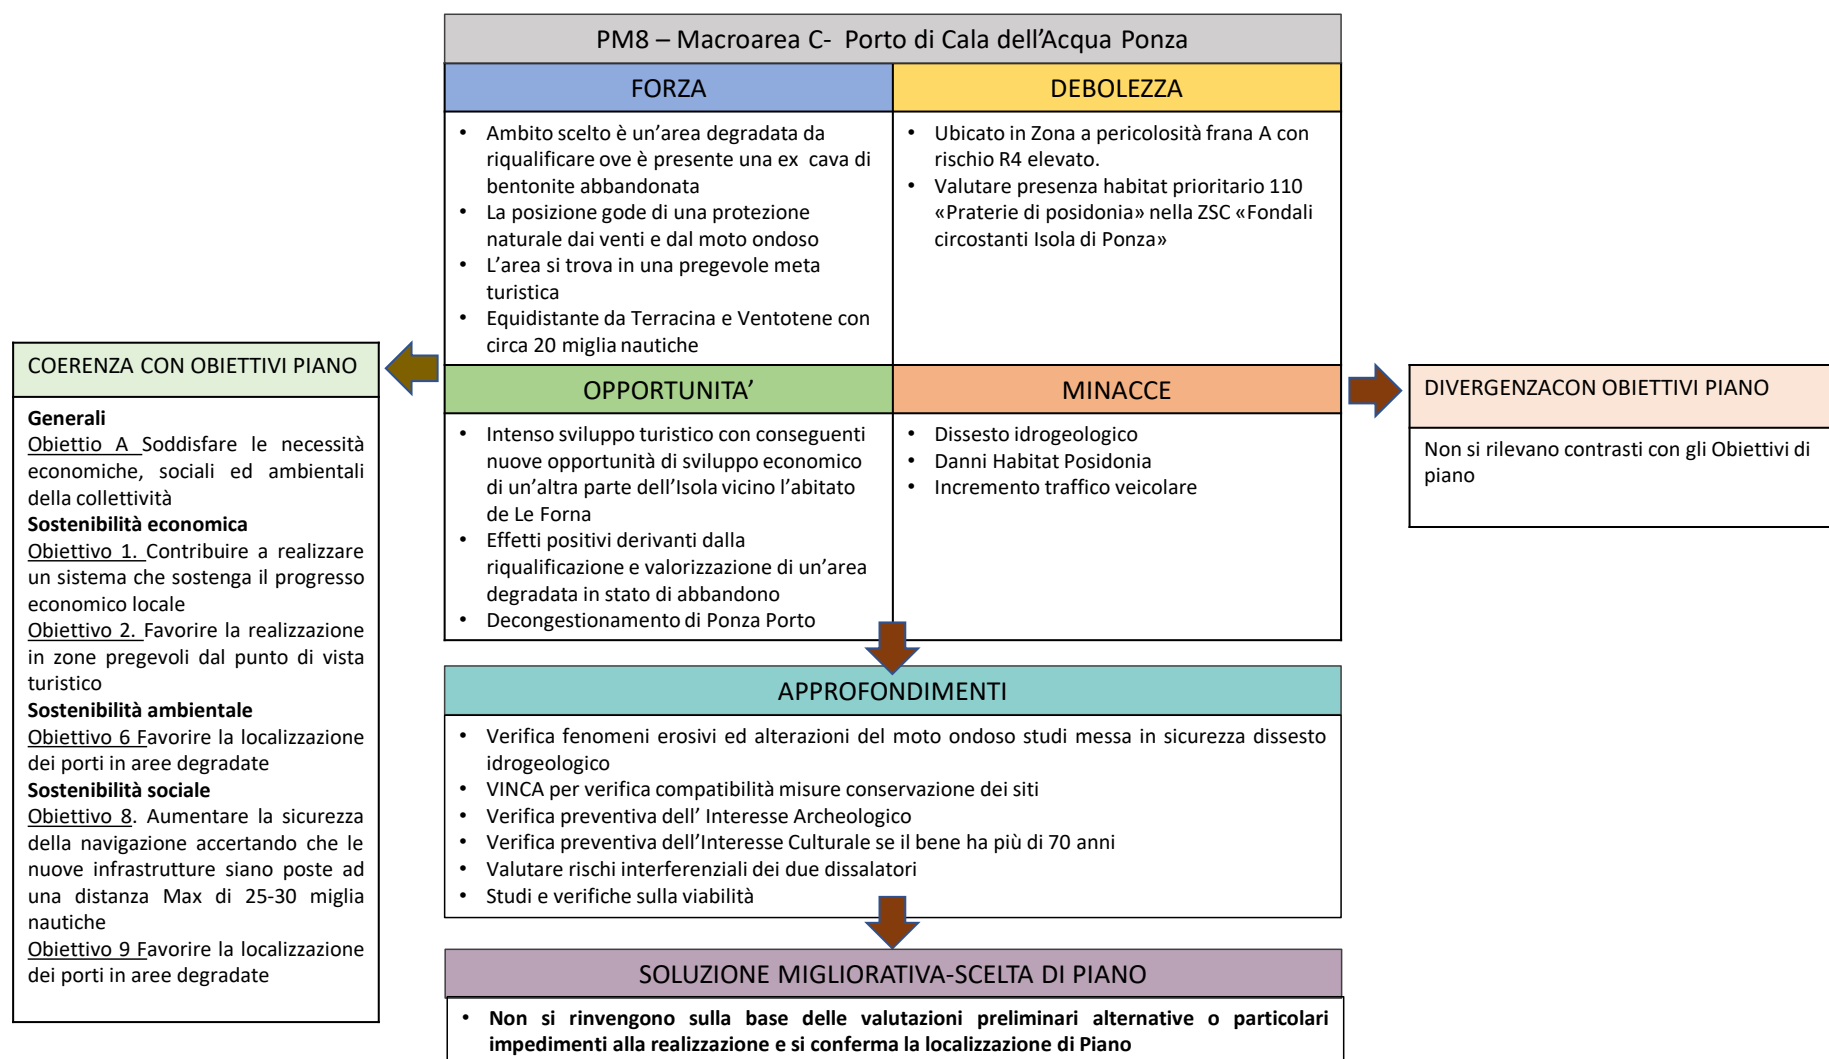 PM8 – Macroarea C-  Porto di Cala dell'Acqua Ponza
FORZA
• Ambito scelto è un'area degradata da
riqualificare ove è presente una ex  cava di
bentonite abbandonata
• La posizione gode di una protezione
naturale dai venti e dal moto ondoso
• L'area si trova in una pregevole meta
turistica
• Equidistante da Terracina e Ventotene con
circa 20 miglia nautiche
DEBOLEZZA
• Ubicato in Zona a pericolosità frana A con
rischio R4 elevato.
• Valutare presenza habitat prioritario 110
«Praterie di posidonia» nella ZSC «Fondali
circostanti Isola di Ponza»
OPPORTUNITA'
• Intenso sviluppo turistico con conseguenti
nuove opportunità di sviluppo economico
di un'altra parte dell'Isola vicino l'abitato
de Le Forna
• Effetti positivi derivanti dalla
riqualificazione e valorizzazione di un'area
degradata in stato di abbandono
• Decongestionamento di Ponza Porto
MINACCE
• Dissesto idrogeologico
• Danni Habitat Posidonia
• Incremento traffico veicolare
COERENZA CON OBIETTIVI PIANO
Generali
Obiettio A Soddisfare le necessità
economiche, sociali ed ambientali
della collettività
Sostenibilità economica
Obiettivo 1. Contribuire a realizzare
un sistema che sostenga il progresso
economico locale
Obiettivo 2. Favorire la realizzazione
in zone pregevoli dal punto di vista
turistico
Sostenibilità ambientale
Obiettivo 6 Favorire la localizzazione
dei porti in aree degradate
Sostenibilità sociale
Obiettivo 8. Aumentare la sicurezza
della navigazione accertando che le
nuove infrastrutture siano poste ad
una distanza Max di 25-30 miglia
nautiche
Obiettivo 9 Favorire la localizzazione
dei porti in aree degradate
DIVERGENZACON OBIETTIVI PIANO
Non si rilevano contrasti con gli Obiettivi di
piano
APPROFONDIMENTI
• Verifica fenomeni erosivi ed alterazioni del moto ondoso studi messa in sicurezza dissesto
idrogeologico
• VINCA per verifica compatibilità misure conservazione dei siti
• Verifica preventiva dell' Interesse Archeologico
• Verifica preventiva dell'Interesse Culturale se il bene ha più di 70 anni
• Valutare rischi interferenziali dei due dissalatori
• Studi e verifiche sulla viabilità
SOLUZIONE MIGLIORATIVA-SCELTA DI PIANO
• Non si rinvengono sulla base delle valutazioni preliminari alternative o particolari
impedimenti alla realizzazione e si conferma la localizzazione di Piano